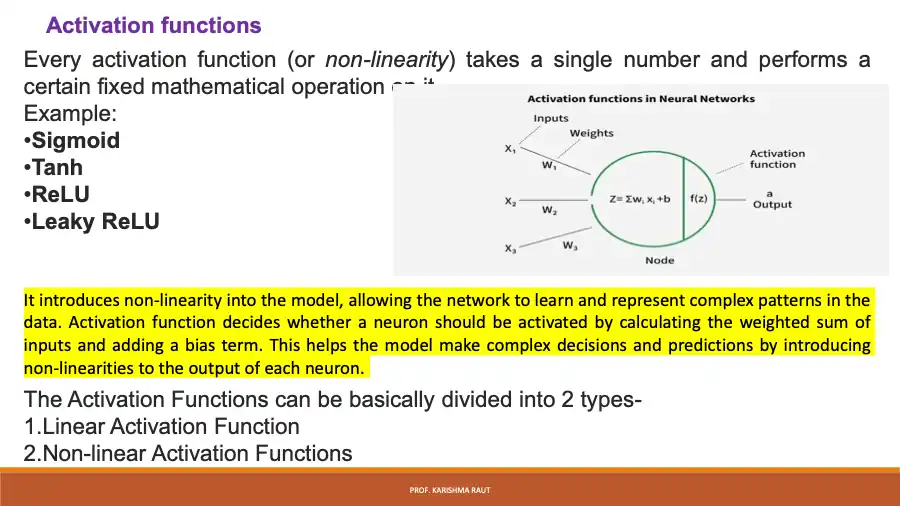 Activation functions
Every activation function (or non-linearity) takes a single number and performs a
certain fixed mathematical operation on it.
Example:
•Sigmoid
•Tanh
•ReLU
•Leaky ReLU
Activation functions in Neural Networks
Inputs
Weights
X₁
W₁
Activation
function
X₂
W₂
Z= Σwᵢ xᵢ +b
f(z)
a
Output
X₃
W₃
Node
It introduces non-linearity into the model, allowing the network to learn and represent complex patterns in the
data. Activation function decides whether a neuron should be activated by calculating the weighted sum of
inputs and adding a bias term. This helps the model make complex decisions and predictions by introducing
non-linearities to the output of each neuron.
The Activation Functions can be basically divided into 2 types-
1.Linear Activation Function
2.Non-linear Activation Functions
PROF. KARISHMA RAUT